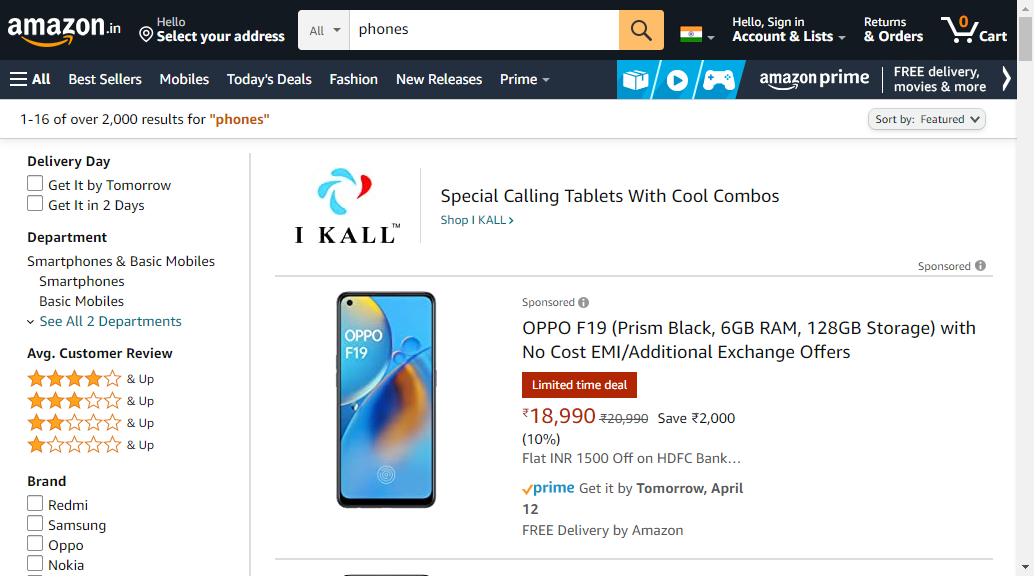 amazon.in
Hello
Select your address
All
phones
Hello, Sign in
Account & Lists
Returns
& Orders
0
Cart
All
Best Sellers
Mobiles
Today's Deals
Fashion
New Releases
Prime
amazon prime
FREE delivery,
movies & more
1-16 of over 2,000 results for "phones"
Sort by: Featured
Delivery Day
Get It by Tomorrow
Get It in 2 Days
Department
Smartphones & Basic Mobiles
Smartphones
Basic Mobiles
See All 2 Departments
Avg. Customer Review
& Up
& Up
& Up
& Up
Brand
Redmi
Samsung
Oppo
Nokia
I KALL™
Special Calling Tablets With Cool Combos
Shop I KALL ›
Sponsored
OPPO
F19
Sponsored
OPPO F19 (Prism Black, 6GB RAM, 128GB Storage) with
No Cost EMI/Additional Exchange Offers
Limited time deal
₹18,990 ₹20,990 Save ₹2,000
(10%)
Flat INR 1500 Off on HDFC Bank…
prime Get it by Tomorrow, April
12
FREE Delivery by Amazon